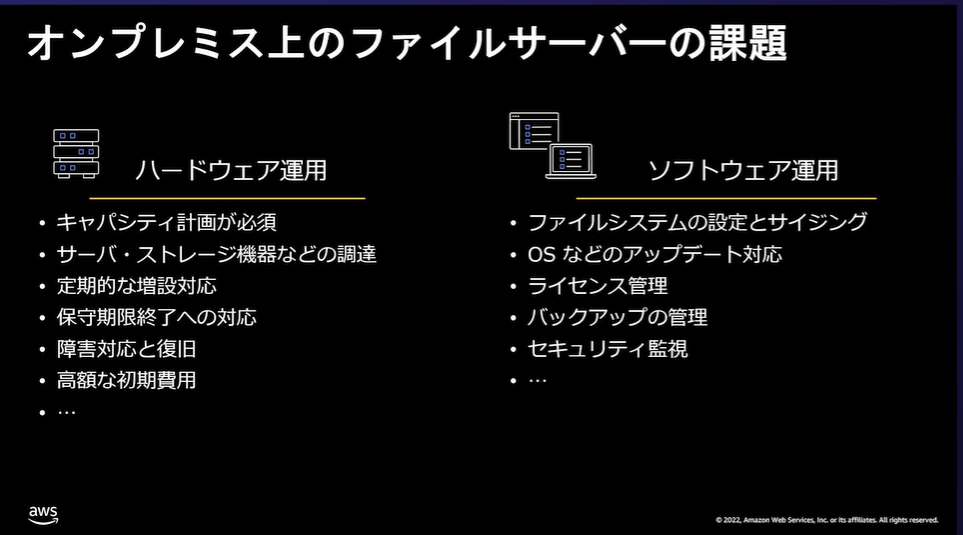 オンプレミス上のファイルサーバーの課題
ハードウェア運用
• キャパシティ計画が必須
• サーバ・ストレージ機器などの調達
• 定期的な増設対応
• 保守期限終了への対応
• 障害対応と復旧
• 高額な初期費用
• …
ソフトウェア運用
• ファイルシステムの設定とサイジング
• OS などのアップデート対応
• ライセンス管理
• バックアップの管理
• セキュリティ監視
• …
aws
© 2022, Amazon Web Services, Inc. or its affiliates. All rights reserved.